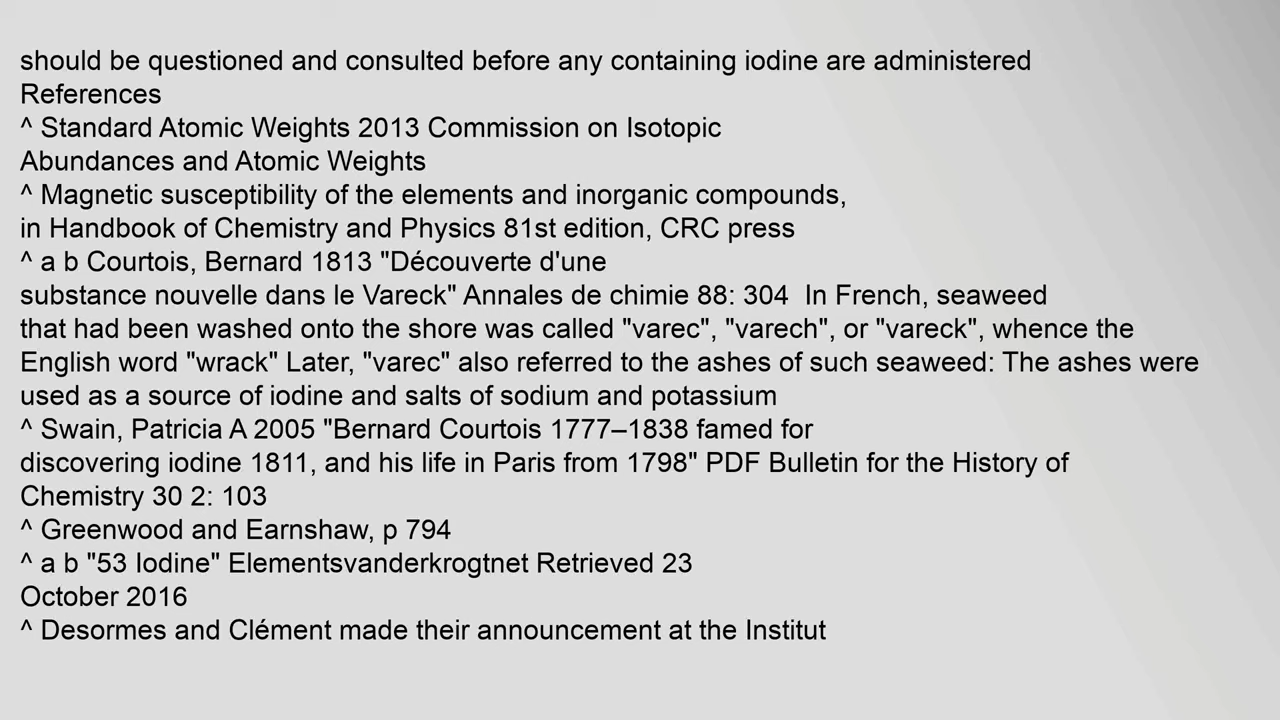 should be questioned and consulted before any containing iodine are administered
References
^ Standard Atomic Weights 2013 Commission on Isotopic
Abundances and Atomic Weights
^ Magnetic susceptibility of the elements and inorganic compounds,
in Handbook of Chemistry and Physics 81st edition, CRC press
^ a b Courtois, Bernard 1813 "Découverte d'une
substance nouvelle dans le Vareck" Annales de chimie 88: 304  In French, seaweed
that had been washed onto the shore was called "varec", "varech", or "vareck", whence the
English word "wrack" Later, "varec" also referred to the ashes of such seaweed: The ashes were
used as a source of iodine and salts of sodium and potassium
^ Swain, Patricia A 2005 "Bernard Courtois 1777–1838 famed for
discovering iodine 1811, and his life in Paris from 1798" PDF Bulletin for the History of
Chemistry 30 2: 103
^ Greenwood and Earnshaw, p 794
^ a b "53 Iodine" Elementsvanderkrogtnet Retrieved 23
October 2016
^ Desormes and Clément made their announcement at the Institut